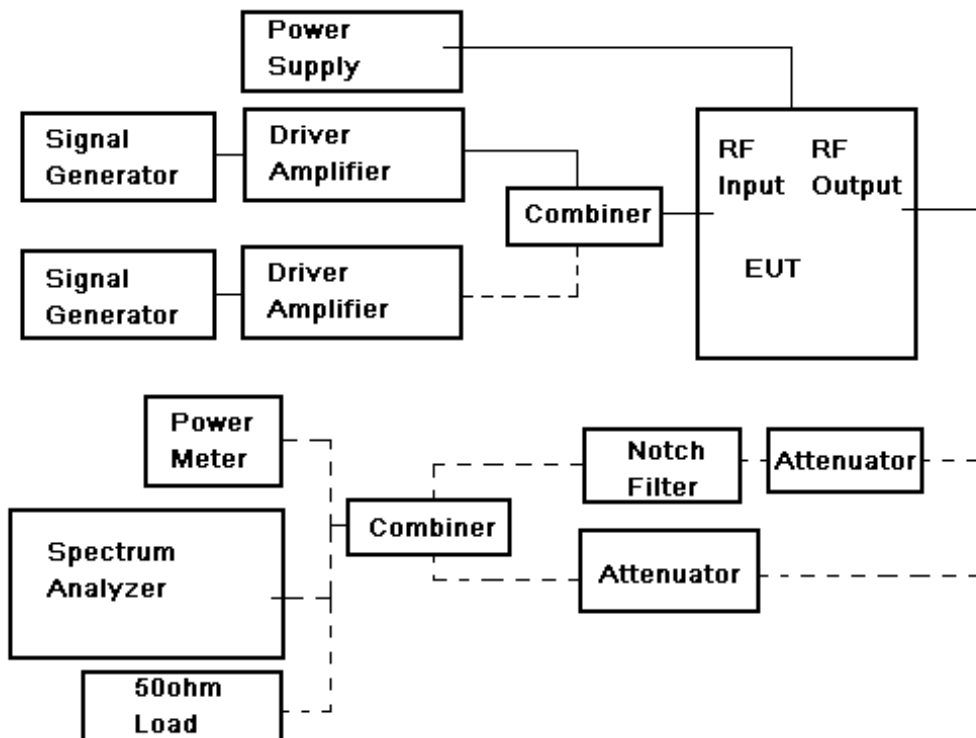 Power
Supply
Signal
Generator
Driver
Amplifier
Combiner
RF
Input
RF
Output
EUT
Signal
Generator
Driver
Amplifier
Power
Meter
Notch
Filter
Attenuator
Combiner
Attenuator
Spectrum
Analyzer
50ohm
Load